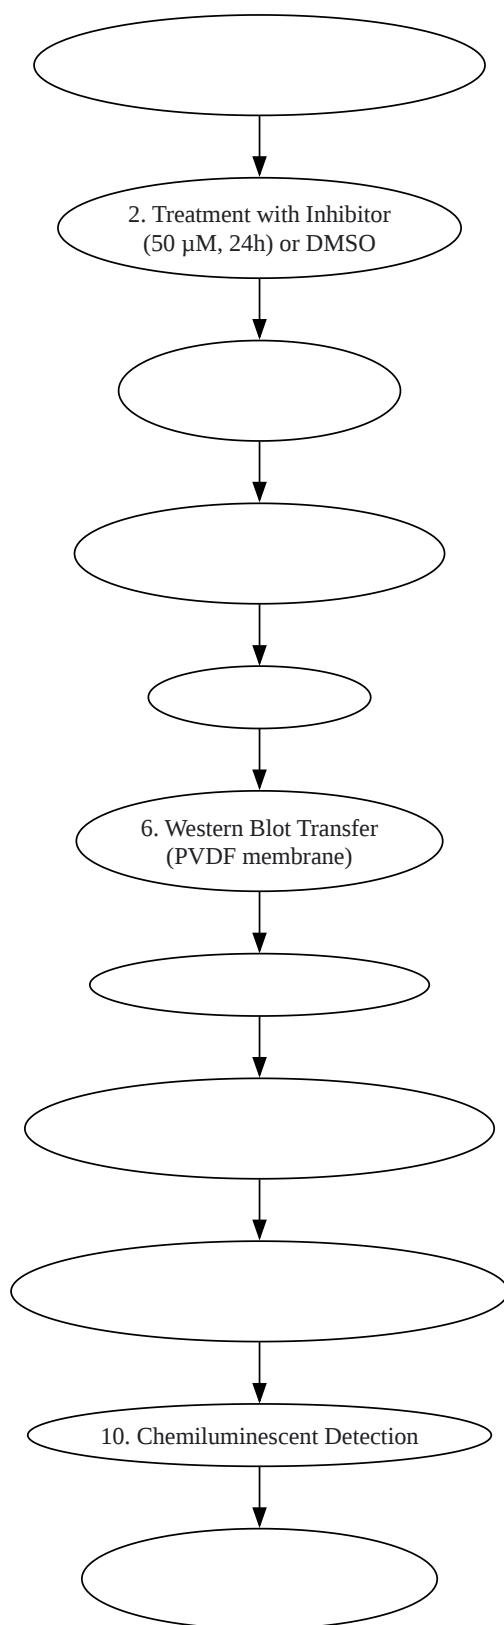 2. Treatment with Inhibitor
(50 µM, 24h) or DMSO
6. Western Blot Transfer
(PVDF membrane)
10. Chemiluminescent Detection